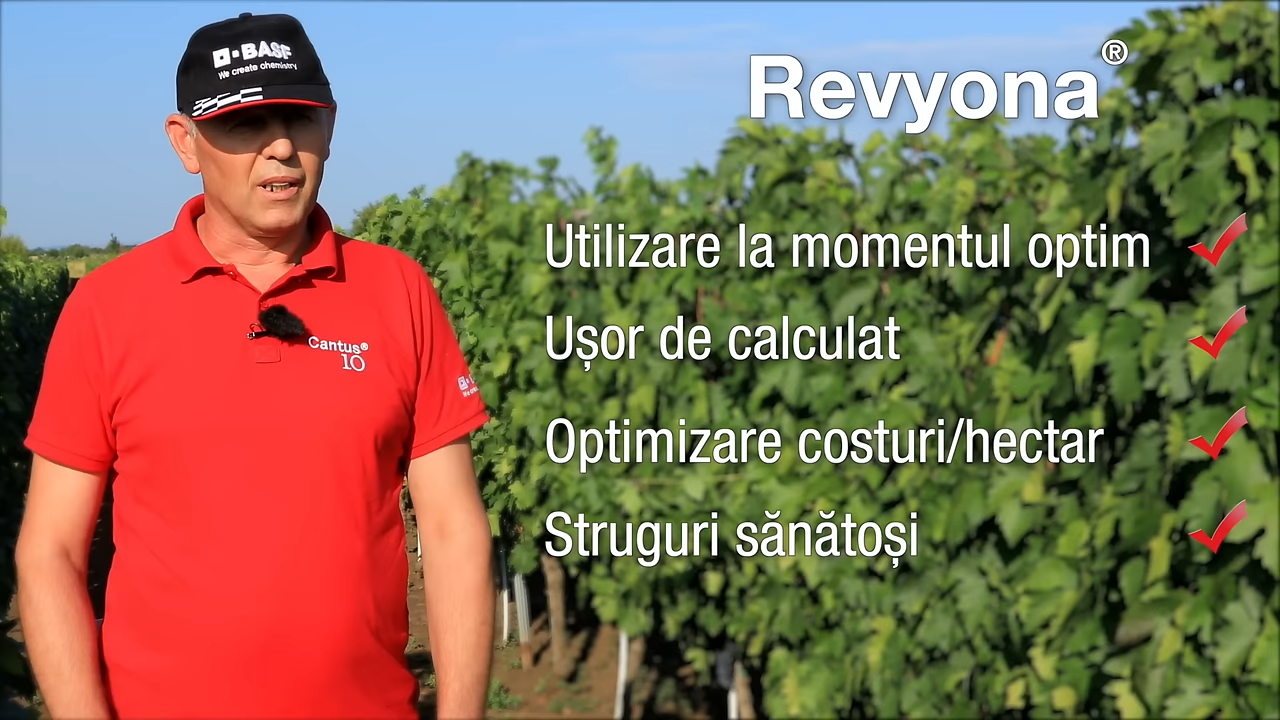 BASF
We create chemistry
Revyona®
Utilizare la momentul optim
Ușor de calculat
Cantus®
10
Optimizare costuri/hectar
Struguri sănătoși